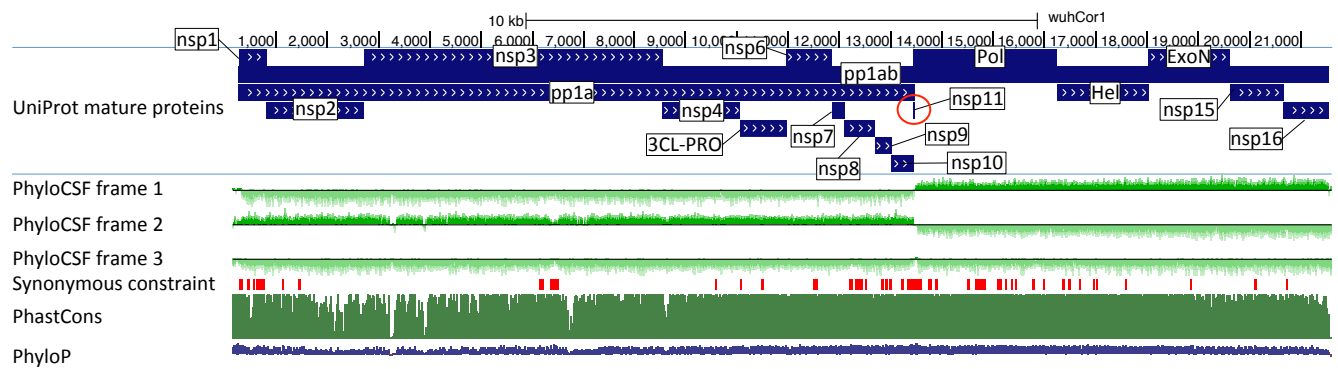 10 kb wuhCor1
1,000 2,000 3,000 4,000 5,000 6,000 7,000 8,000 9,000 10,000 11,000 12,000 13,000 14,000 15,000 16,000 17,000 18,000 19,000 20,000 21,000
nsp1 nsp3 nsp6 Pol ExoN
pp1ab
pp1a nsp11 Hel
UniProt mature proteins nsp2 nsp4 nsp15
3CL-PRO nsp7 nsp9 nsp16
nsp8 nsp10
PhyloCSF frame 1
PhyloCSF frame 2
PhyloCSF frame 3
Synonymous constraint
PhastCons
PhyloP